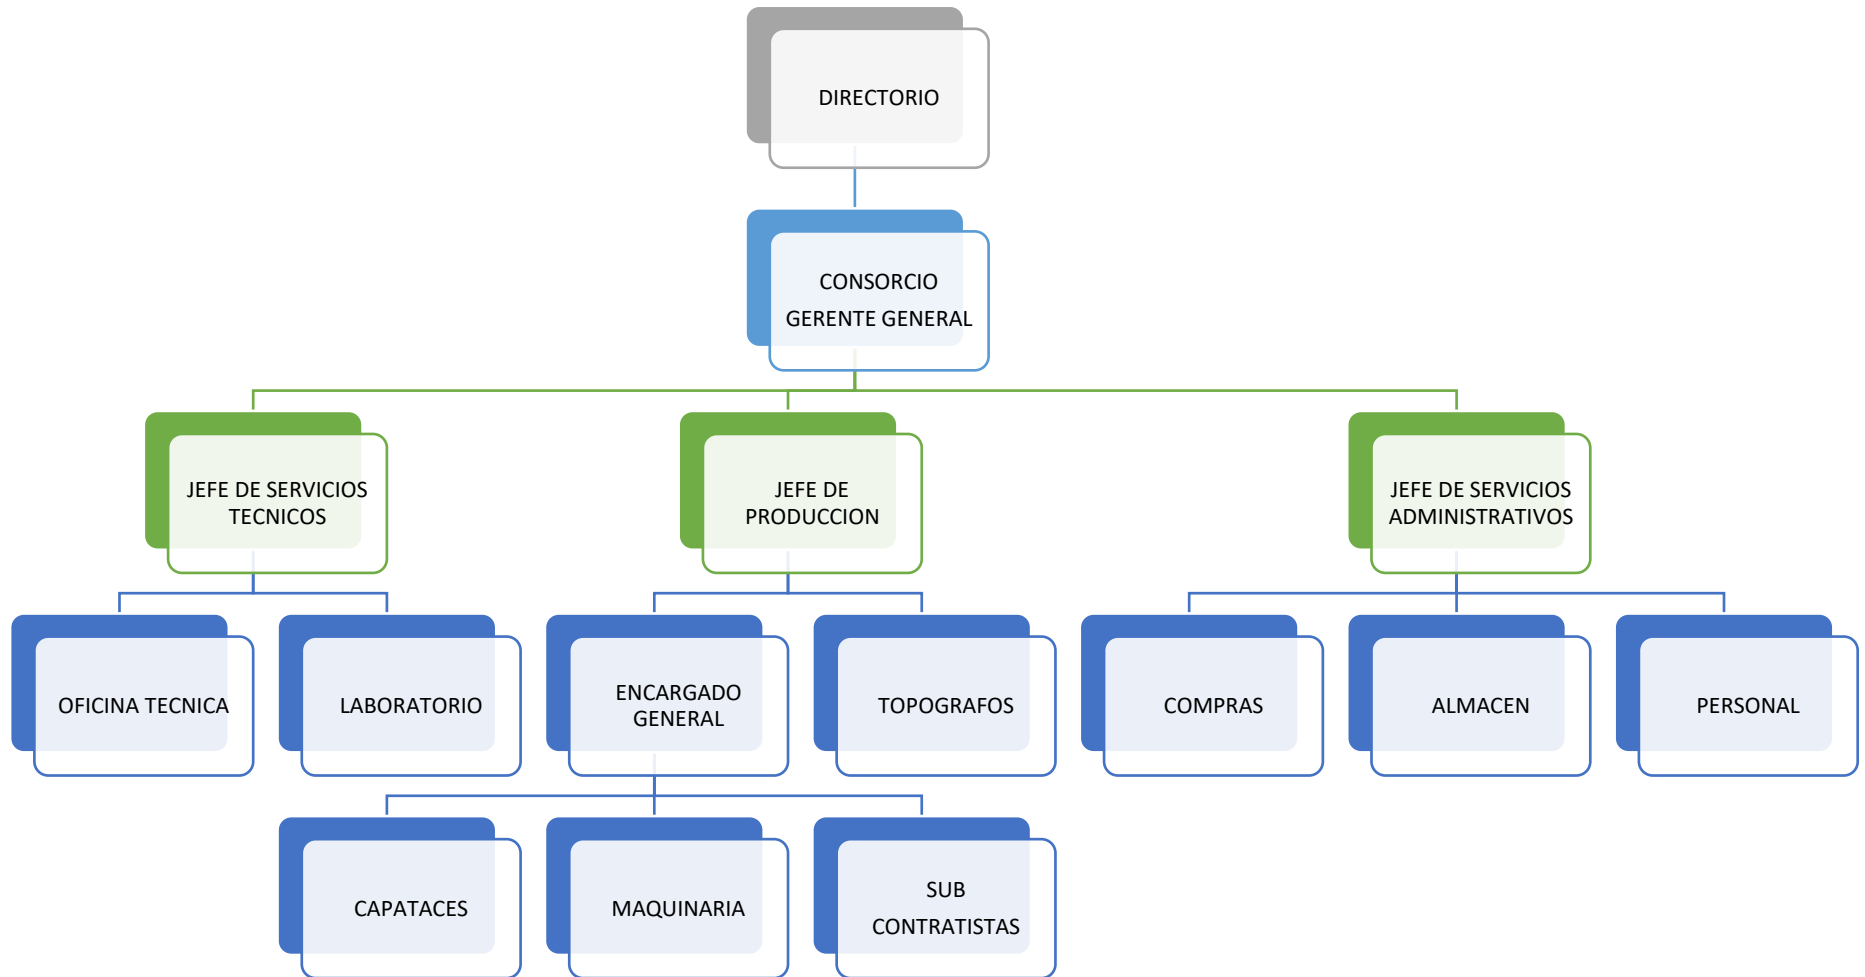 DIRECTORIO
CONSORCIO
GERENTE GENERAL
JEFE DE SERVICIOS
TECNICOS
JEFE DE
PRODUCCION
JEFE DE SERVICIOS
ADMINISTRATIVOS
OFICINA TECNICA
LABORATORIO
ENCARGADO
GENERAL
TOPOGRAFOS
COMPRAS
ALMACEN
PERSONAL
CAPATACES
MAQUINARIA
SUB
CONTRATISTAS